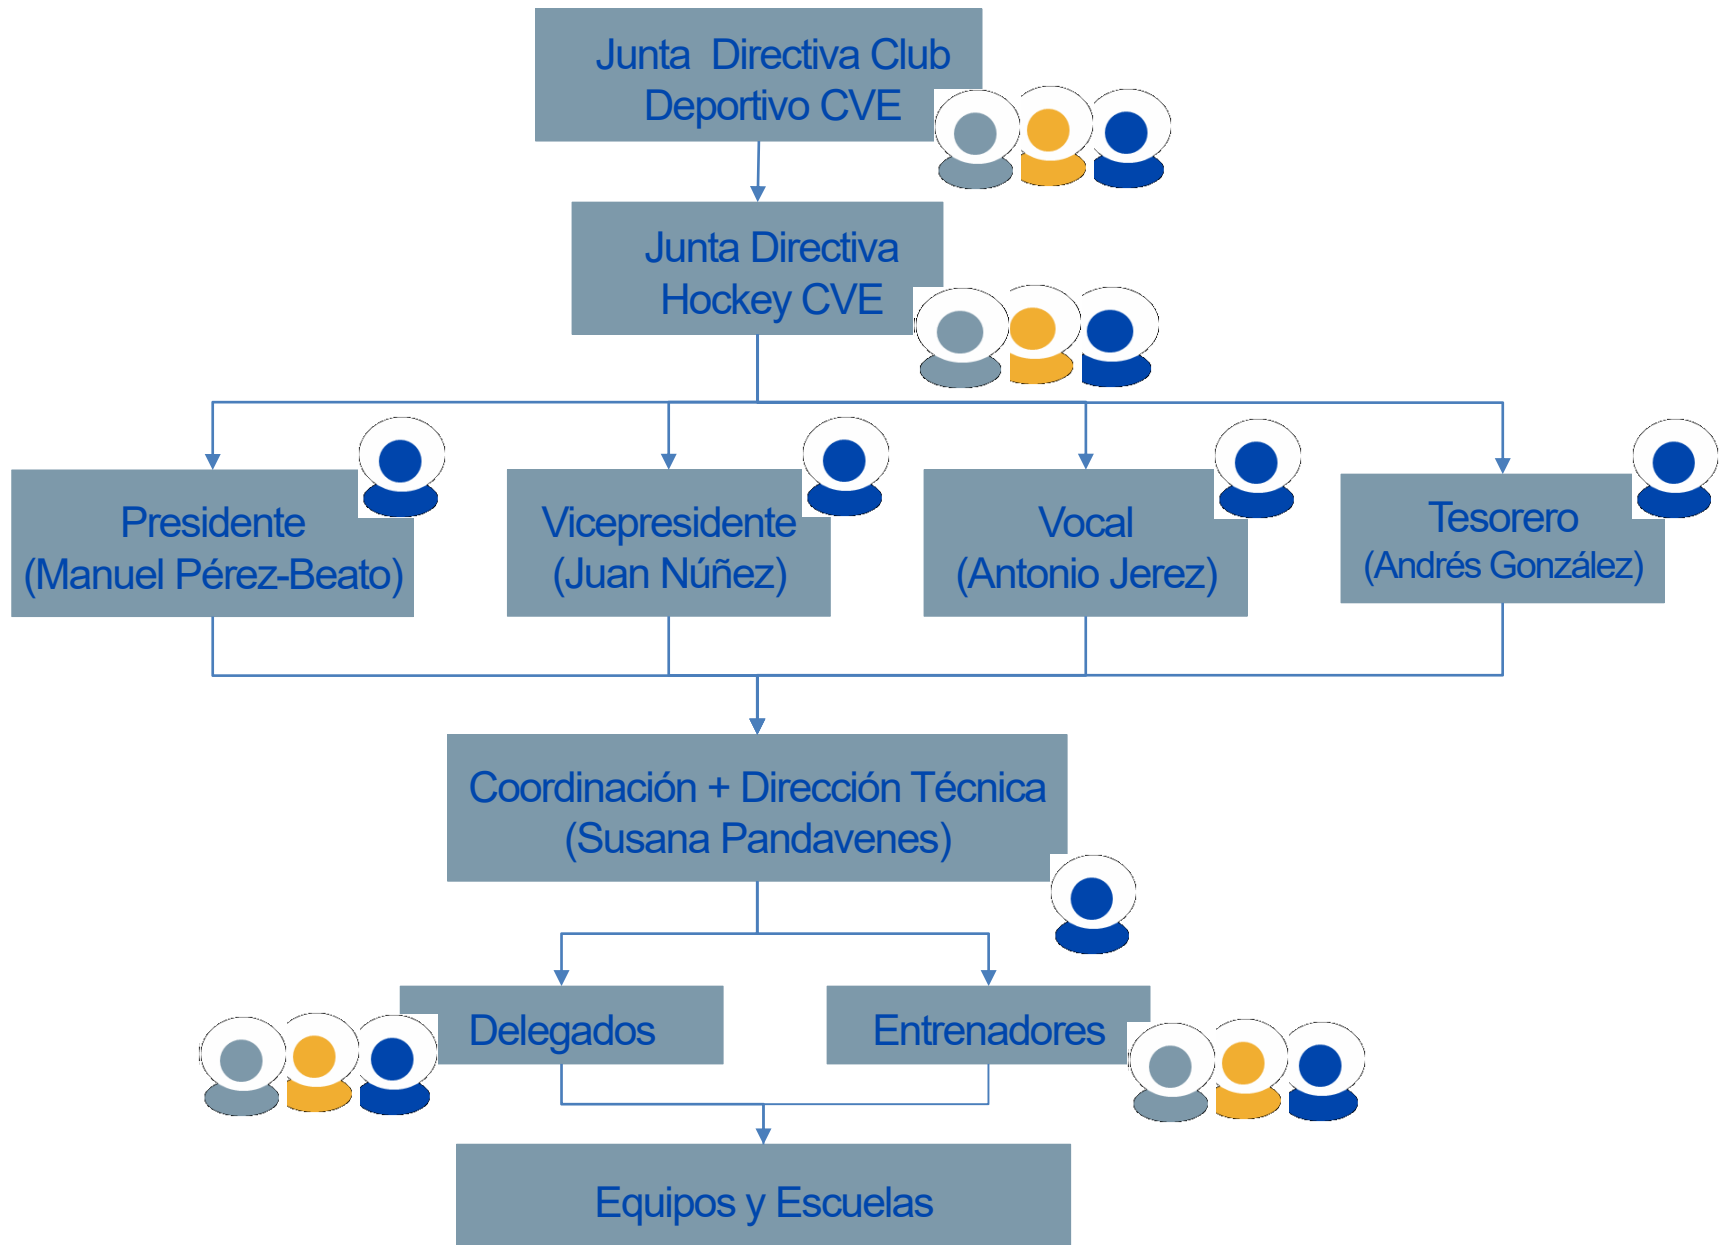 Junta Directiva Club
Deportivo CVE
Junta Directiva
Hockey CVE
Presidente
(Manuel Pérez-Beato)
Vicepresidente
(Juan Núñez)
Vocal
(Antonio Jerez)
Tesorero
(Andrés González)
Coordinación + Dirección Técnica
(Susana Pandavenes)
Delegados
Entrenadores
Equipos y Escuelas